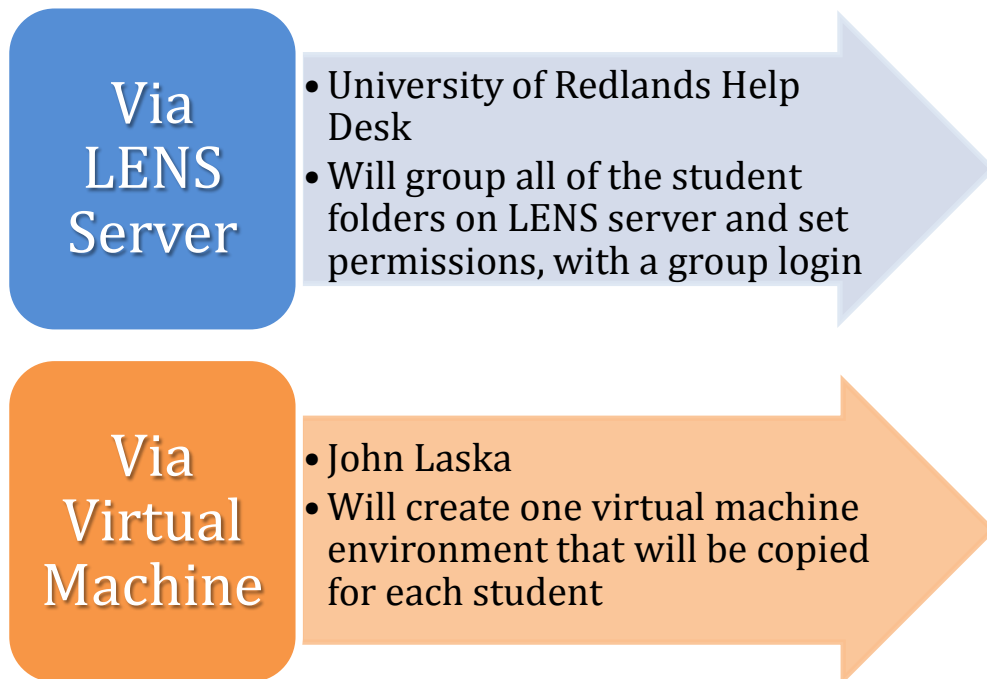 Via
LENS
Server
• University of Redlands Help
Desk
• Will group all of the student
folders on LENS server and set
permissions, with a group login
Via
Virtual
Machine
• John Laska
• Will create one virtual machine
environment that will be copied
for each student